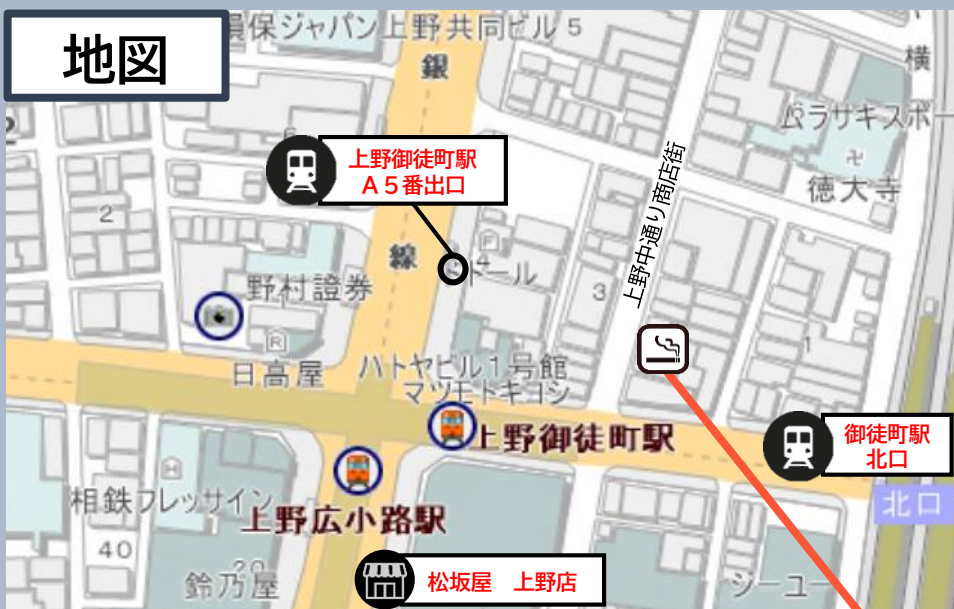 地図
損保ジャパン上野共同ビル 5
銀
横
ムラサキスポー
6
上野御徒町駅
A5番出口
卍
徳大寺
2
上野中通り商店街
線
4
ドトール
野村證券
3
1
日高屋
ハトヤビル1号館
マツモトキヨシ
上野御徒町駅
御徒町駅
北口
H
相鉄フレッサイン
上野広小路駅
北口
40
鈴乃屋
松坂屋 上野店
シーユー